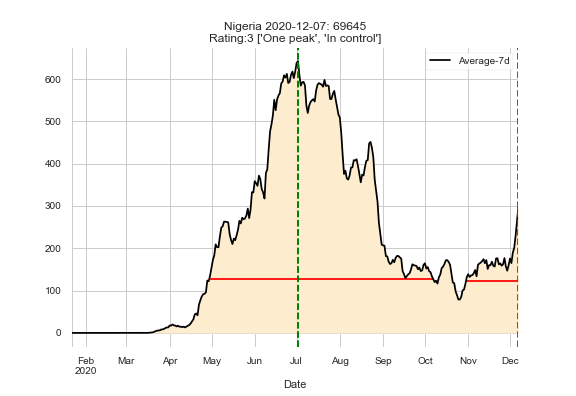 Nigeria 2020-12-07: 69645
Rating:3 ['One peak', 'In control']
Average-7d
600
500
400
300
200
100
0
Feb Mar Apr May Jun Jul Aug Sep Oct Nov Dec
2020
Date